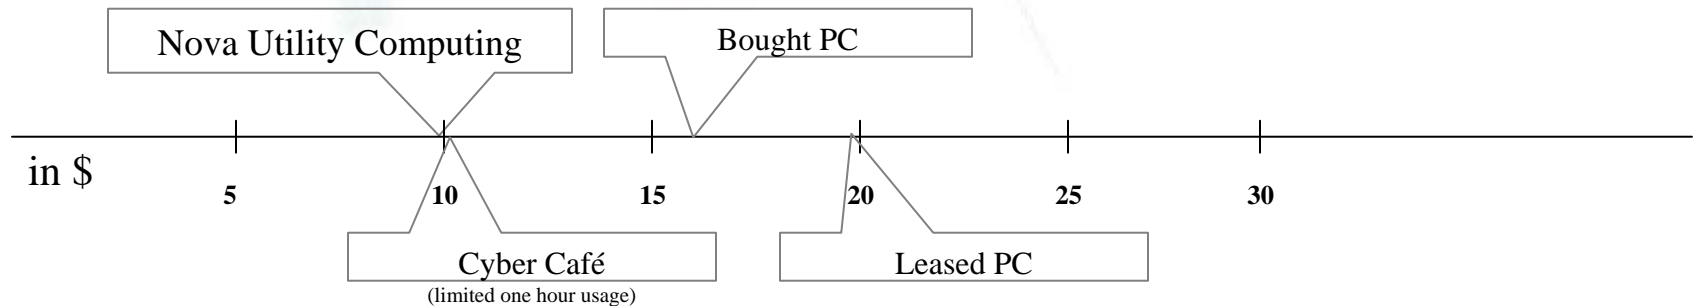 Nova Utility Computing
Bought PC
in $
5 10 15 20 25 30
Cyber Café
(limited one hour usage)
Leased PC